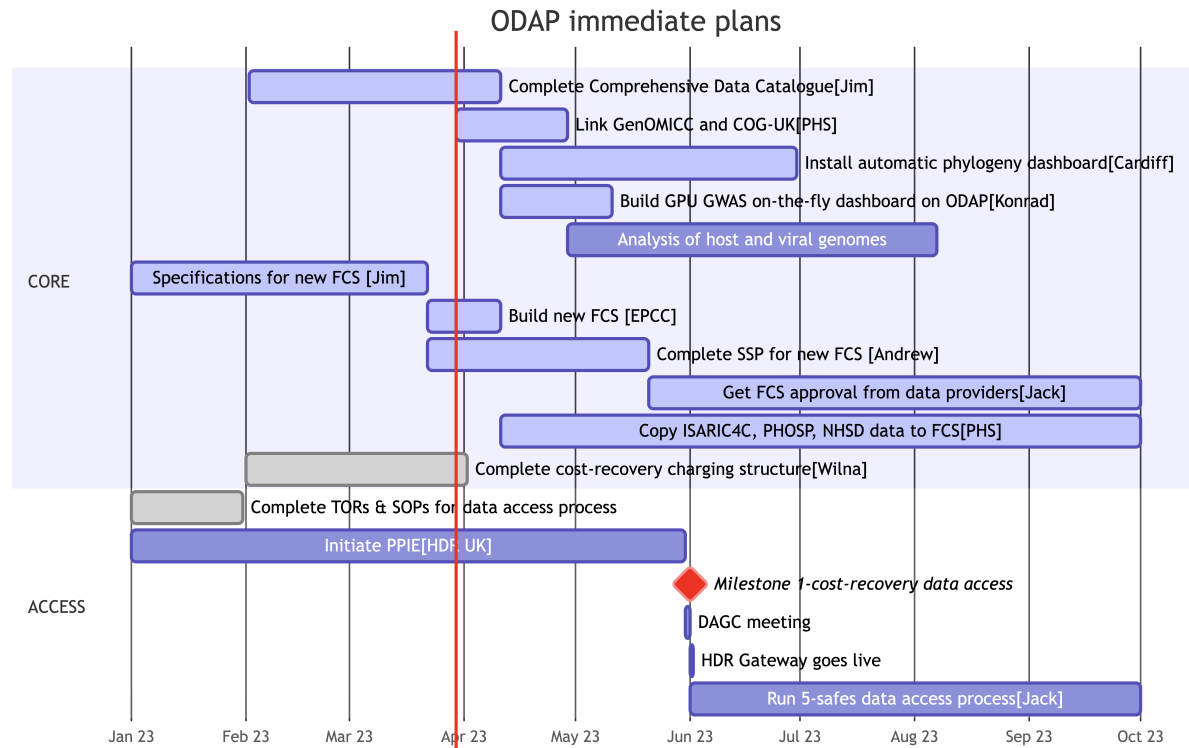 ODAP immediate plans
Complete Comprehensive Data Catalogue[Jim]
Link GenOMICC and COG-UK[PHS]
Install automatic phylogeny dashboard[Cardiff]
Build GPU GWAS on-the-fly dashboard on ODAP[Konrad]
Analysis of host and viral genomes
CORE
Specifications for new FCS [Jim]
Build new FCS [EPCC]
Complete SSP for new FCS [Andrew]
Get FCS approval from data providers[Jack]
Copy ISARIC4C, PHOSP, NHSD data to FCS[PHS]
Complete cost-recovery charging structure[Wilna]
Complete TORs & SOPs for data access process
Initiate PPIE[HDR UK]
Milestone 1-cost-recovery data access
ACCESS
DAGC meeting
HDR Gateway goes live
Run 5-safes data access process[Jack]
Jan 23 Feb 23 Mar 23 Apr 23 May 23 Jun 23 Jul 23 Aug 23 Sep 23 Oct 23